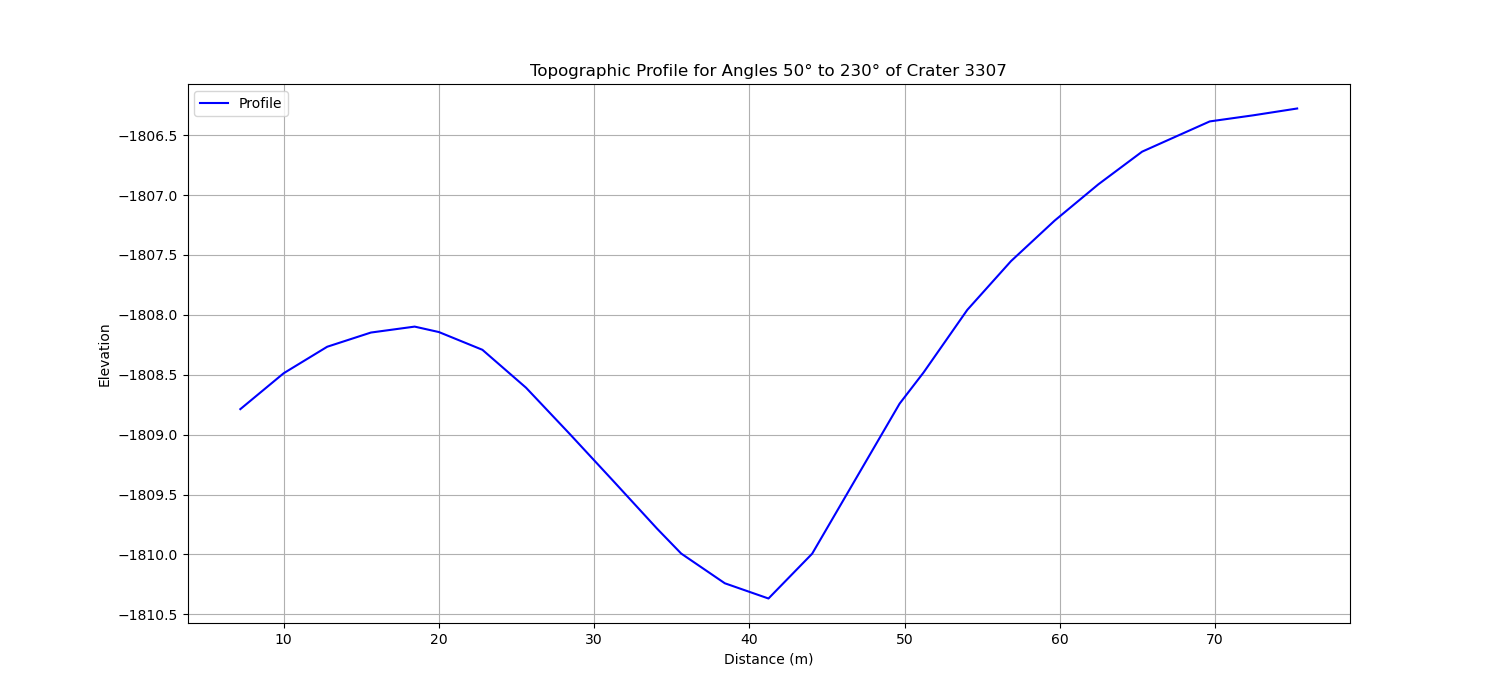 Topographic Profile for Angles 50° to 230° of Crater 3307
Profile
−1806.5
−1807.0
−1807.5
−1808.0
−1808.5
−1809.0
−1809.5
−1810.0
−1810.5
Elevation
10 20 30 40 50 60 70
Distance (m)